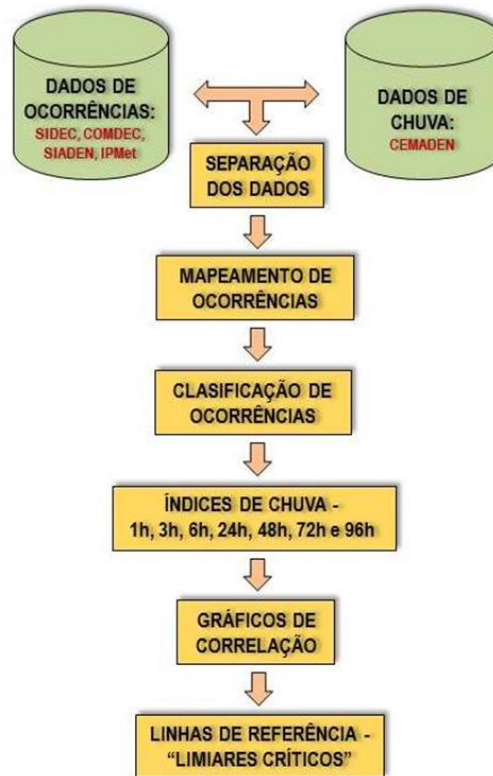 DADOS DE
OCORRÊNCIAS:
SIDEC, COMDEC,
SIADEN, IPMet
DADOS DE
CHUVA:
CEMADEN
SEPARAÇÃO
DOS DADOS
MAPEAMENTO DE
OCORRÊNCIAS
CLASIFICAÇÃO DE
OCORRÊNCIAS
ÍNDICES DE CHUVA -
1h, 3h, 6h, 24h, 48h, 72h e 96h
GRÁFICOS DE
CORRELAÇÃO
LINHAS DE REFERÊNCIA -
“LIMIARES CRÍTICOS”